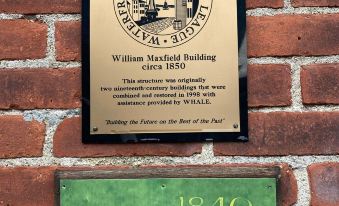 WATERFR
LEAGUE
William Maxfield Building
circa 1850
This structure was originally
two nineteenth-century buildings that were
combined and restored in 1998 with
assistance provided by WHALE.
"Building the Future on the Best of the Past"
1840